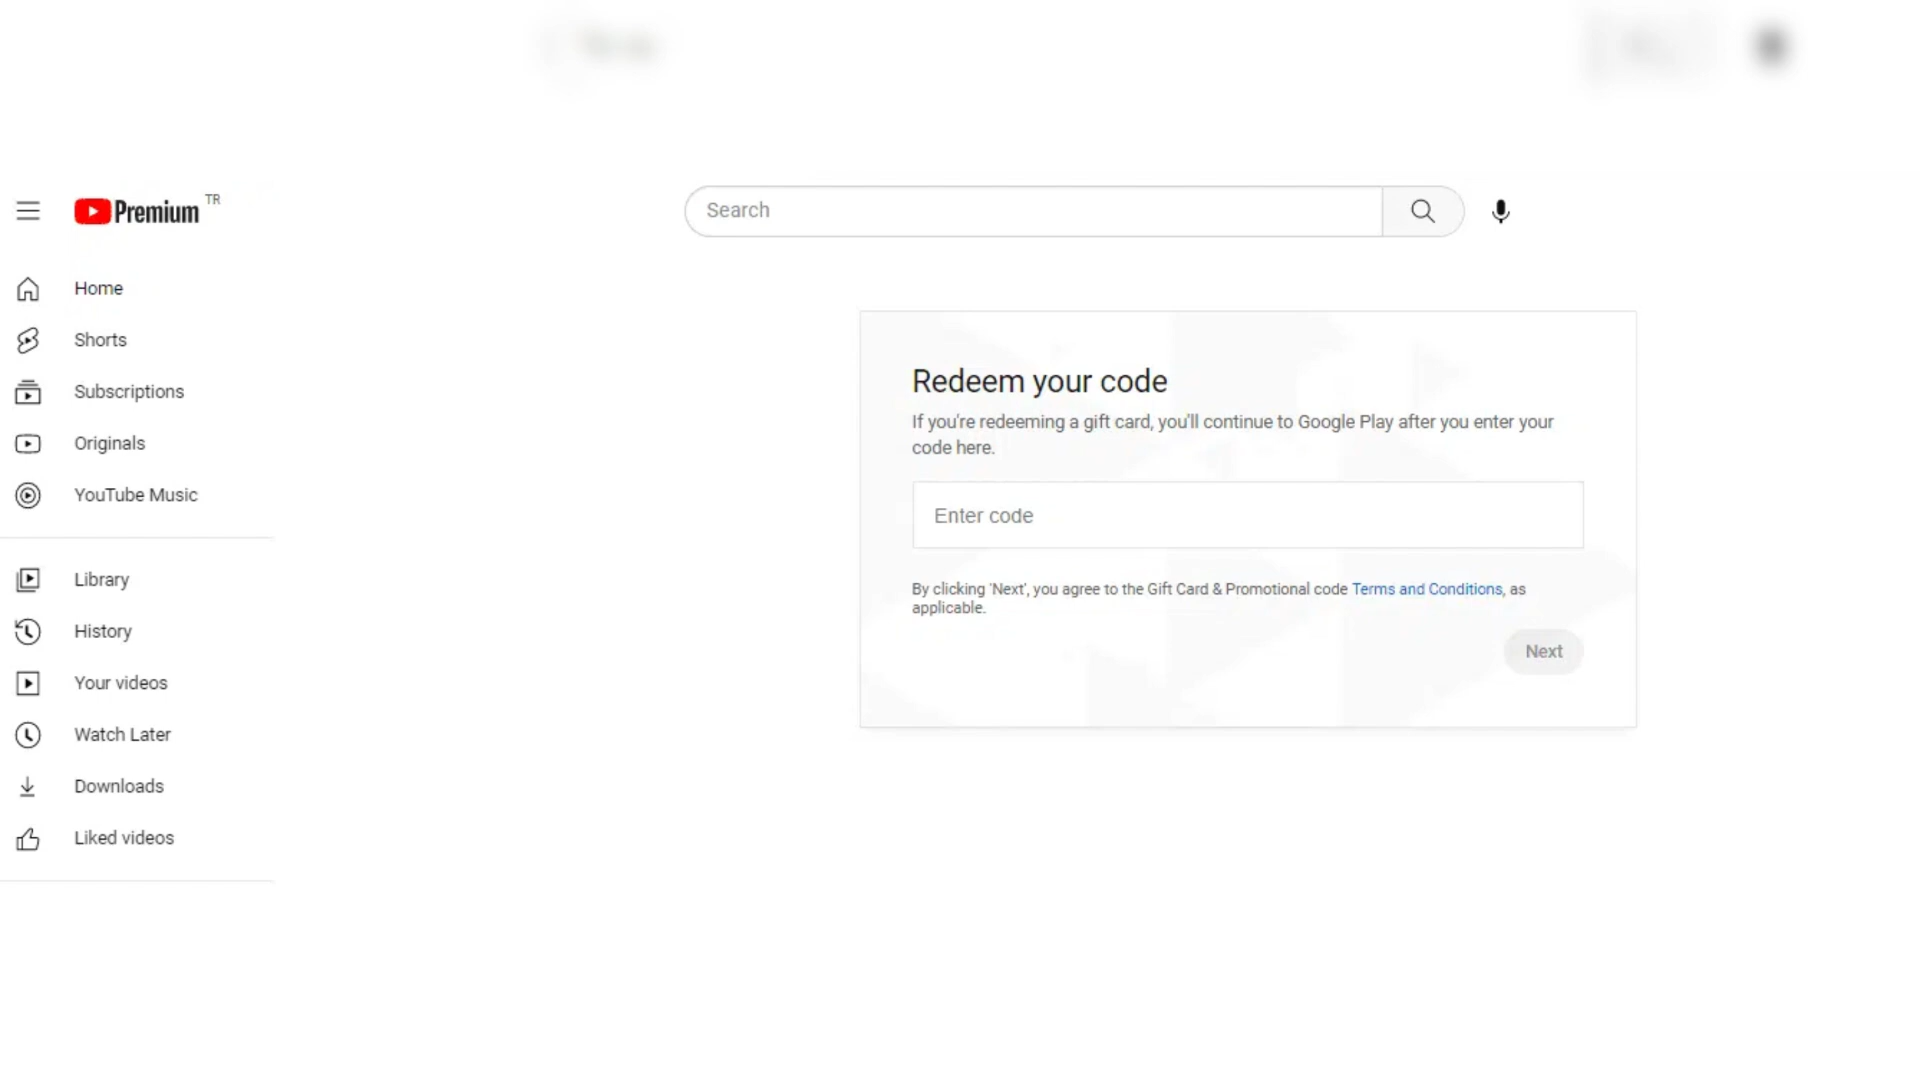 Premium TR
Search
Home
Shorts
Subscriptions
Originals
YouTube Music
Library
History
Your videos
Watch Later
Downloads
Liked videos
Redeem your code
If you're redeeming a gift card, you'll continue to Google Play after you enter your
code here.
Enter code
By clicking 'Next', you agree to the Gift Card & Promotional code Terms and Conditions, as
applicable.
Next